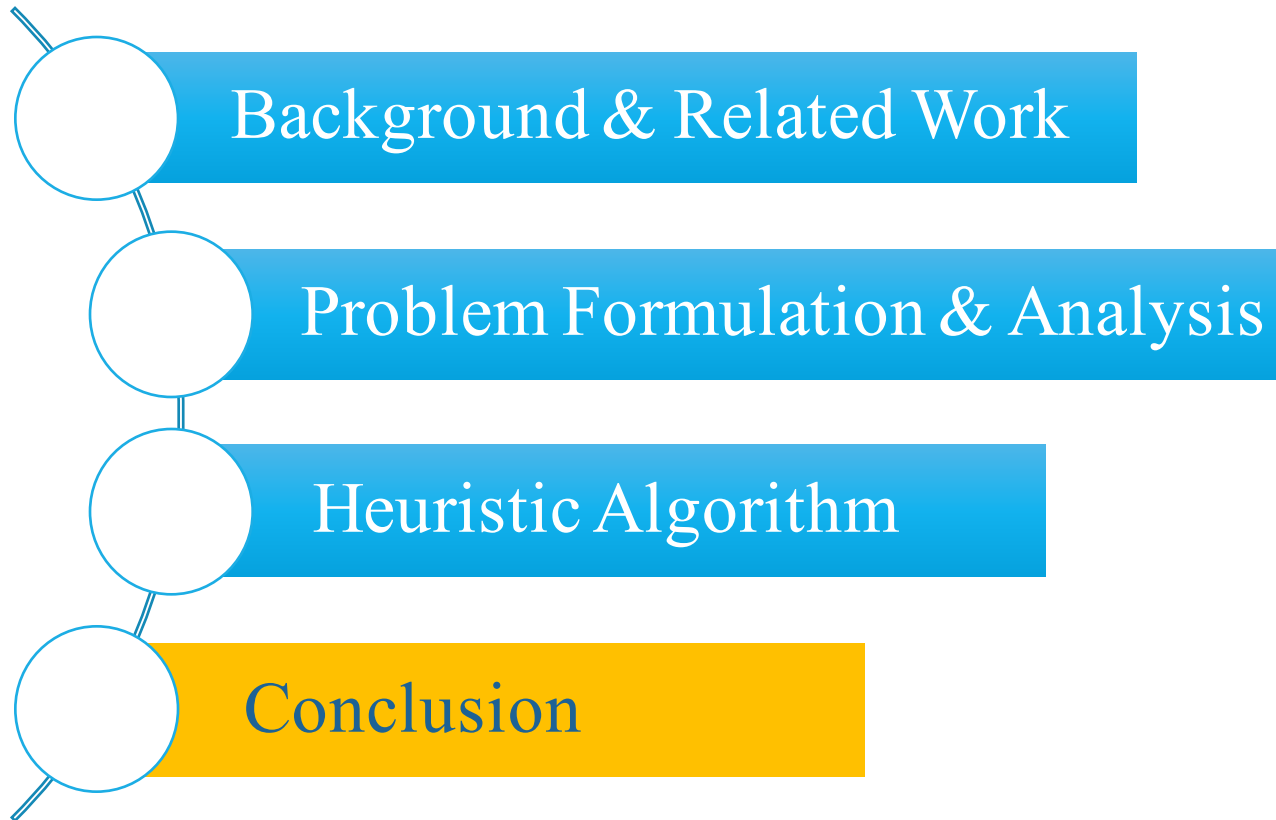 Background & Related Work
Problem Formulation & Analysis
Heuristic Algorithm
Conclusion